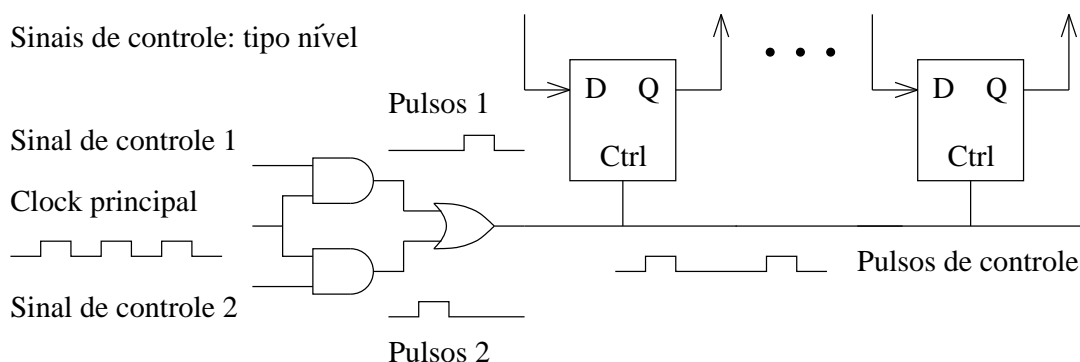 Sinais de controle: tipo nível
D Q
Ctrl
D Q
Ctrl
Pulsos 1
Sinal de controle 1
Clock principal
Sinal de controle 2
Pulsos 2
Pulsos de controle